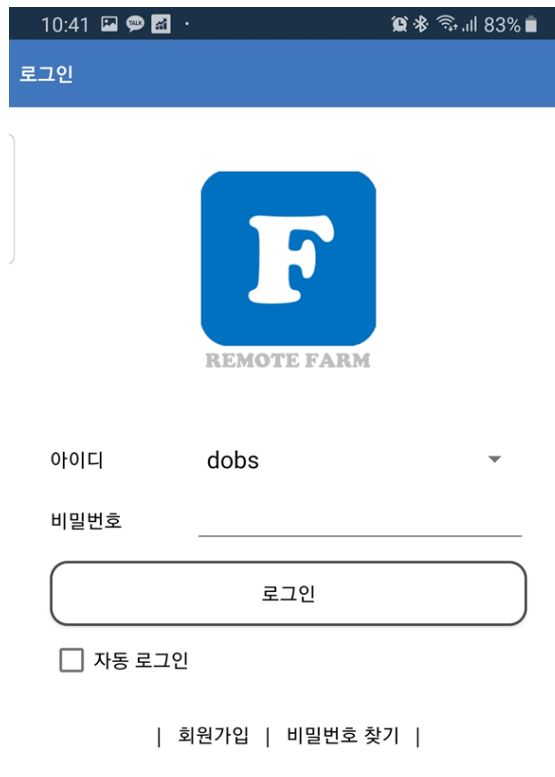 10:41 TALK 83%
로그인
F
REMOTE FARM
아이디 dobs
비밀번호
로그인
자동 로그인
| 회원가입 | 비밀번호 찾기 |